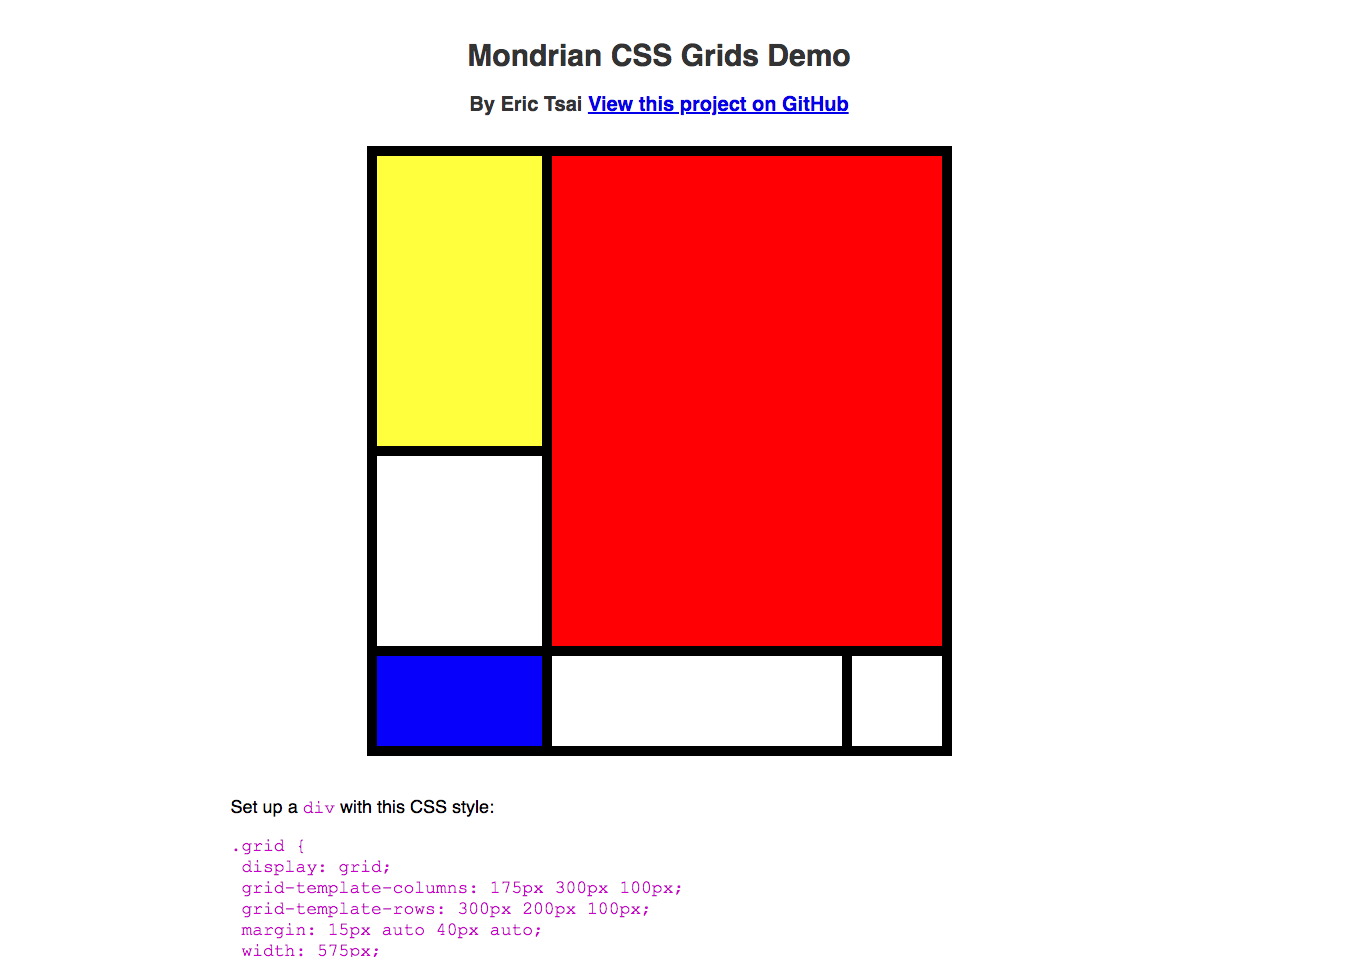 Mondrian CSS Grids Demo
By Eric Tsai View this project on GitHub
Set up a div with this CSS style:
.grid {
display: grid;
grid-template-columns: 175px 300px 100px;
grid-template-rows: 300px 200px 100px;
margin: 15px auto 40px auto;
width: 575px;